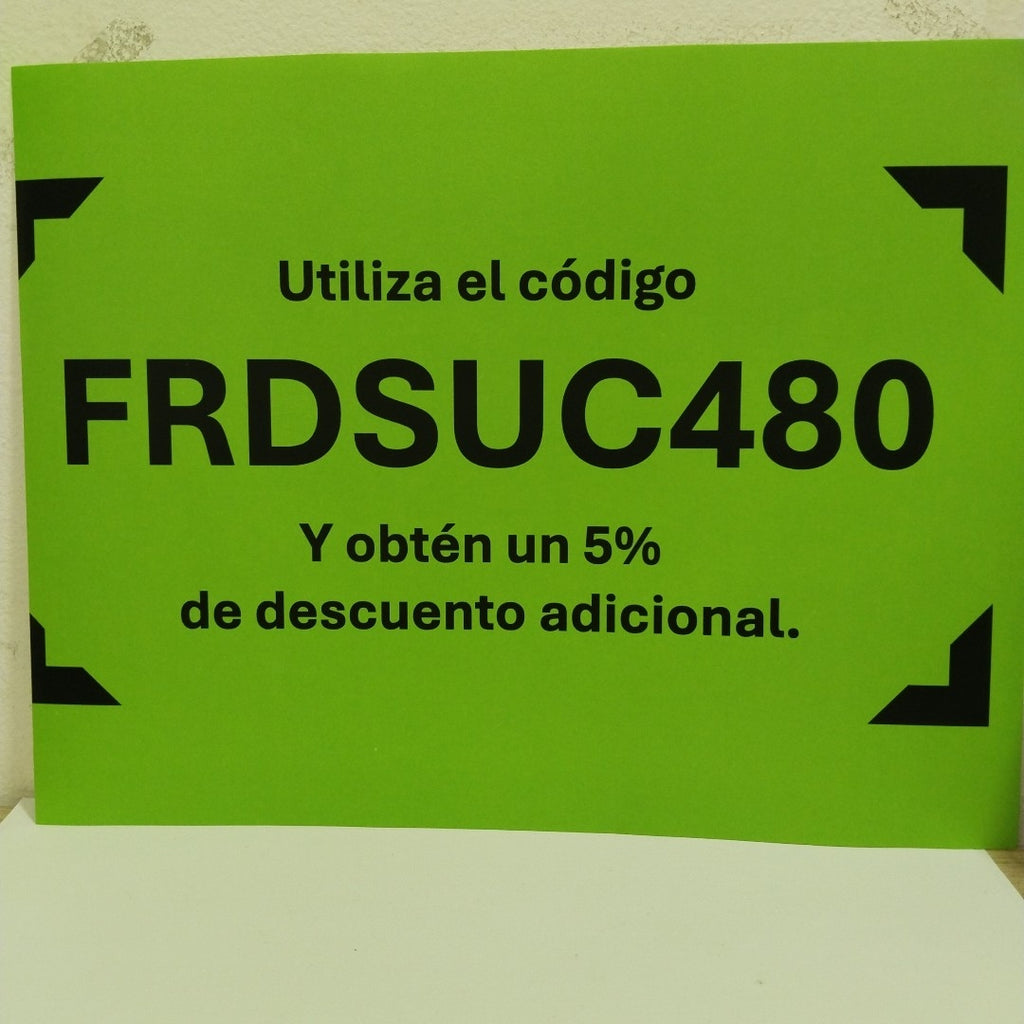 Utiliza el código
FRDSUC480
Y obtén un 5%
de descuento adicional.